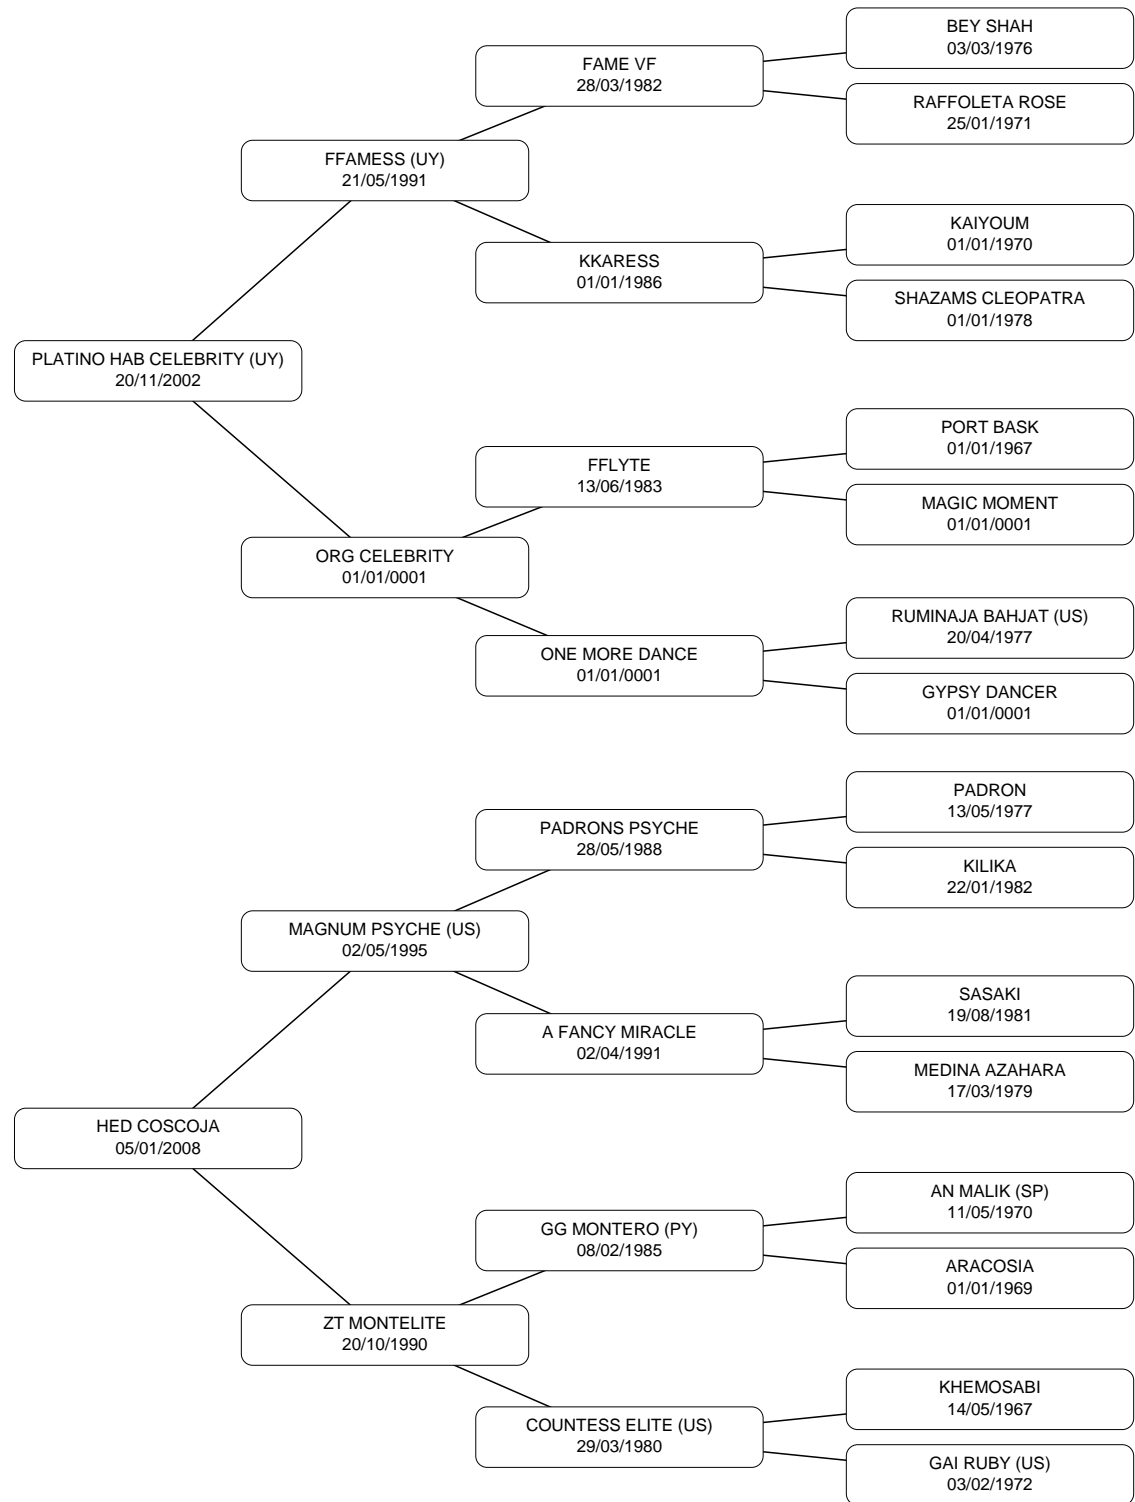 BEY SHAH
03/03/1976
FAME VF
28/03/1982
RAFFOLETA ROSE
25/01/1971
FFAMESS (UY)
21/05/1991
KAIYOUM
01/01/1970
KKARESS
01/01/1986
SHAZAMS CLEOPATRA
01/01/1978
PLATINO HAB CELEBRITY (UY)
20/11/2002
PORT BASK
01/01/1967
FFLYTE
13/06/1983
MAGIC MOMENT
01/01/0001
ORG CELEBRITY
01/01/0001
RUMINAJA BAHJAT (US)
20/04/1977
ONE MORE DANCE
01/01/0001
GYPSY DANCER
01/01/0001
PADRON
13/05/1977
PADRONS PSYCHE
28/05/1988
KILIKA
22/01/1982
MAGNUM PSYCHE (US)
02/05/1995
SASAKI
19/08/1981
A FANCY MIRACLE
02/04/1991
MEDINA AZAHARA
17/03/1979
HED COSCOJA
05/01/2008
AN MALIK (SP)
11/05/1970
GG MONTERO (PY)
08/02/1985
ARACOSIA
01/01/1969
ZT MONTELITE
20/10/1990
KHEMOSABI
14/05/1967
COUNTESS ELITE (US)
29/03/1980
GAI RUBY (US)
03/02/1972